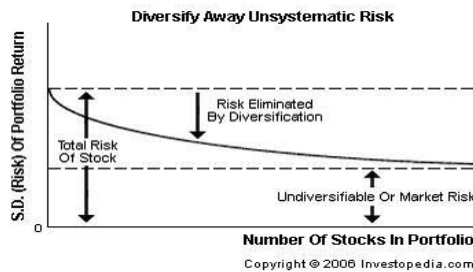 Diversify Away Unsystematic Risk
S.D. (Risk) Of Portfolio Return
Risk Eliminated
By Diversification
Total Risk
Of Stock
Undiversifiable Or Market Risk
0
Number Of Stocks In Portfolio
Copyright © 2006 Investopedia.com